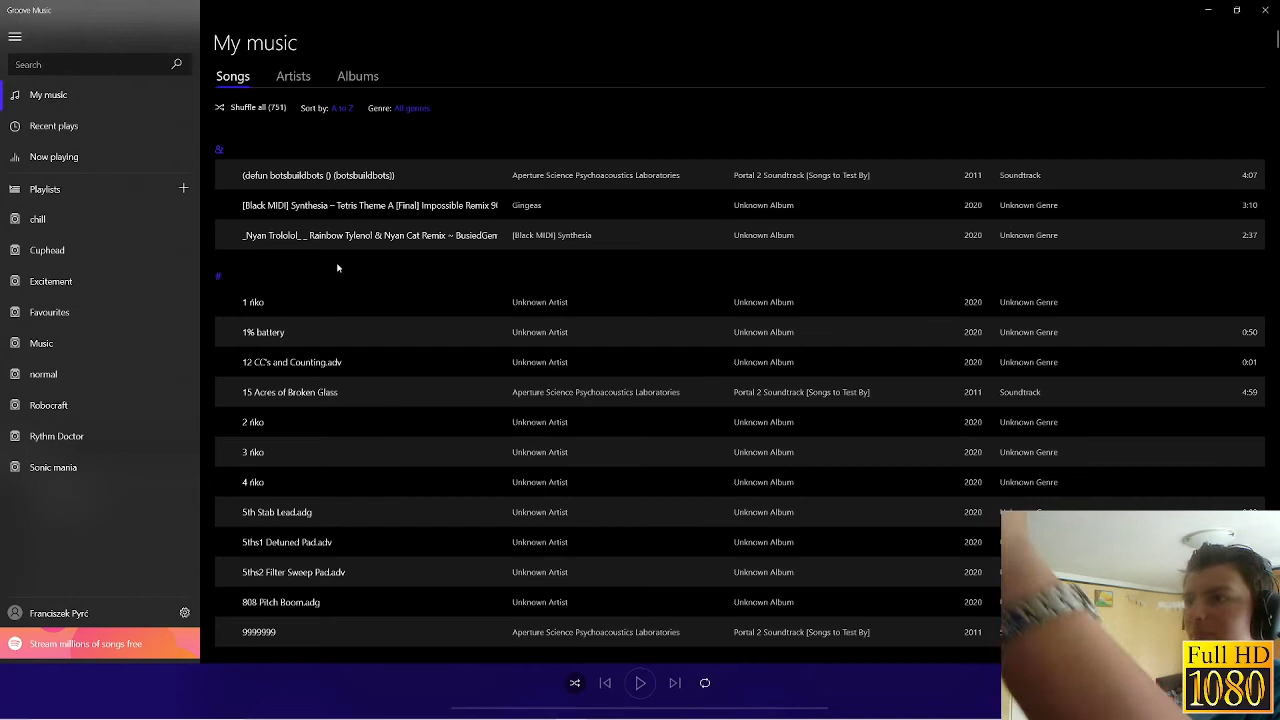 Groove Music
Search
My music
Recent plays
Now playing
Playlists
chill
Cuphead
Excitement
Favourites
Music
normal
Robocraft
Rythm Doctor
Sonic mania
Franciszek Pyrć
Stream millions of songs free
My music
Songs Artists Albums
Shuffle all (751) Sort by: A to Z Genre: All genres
&
(defun botsbuildbots () (botsbuildbots)) Aperture Science Psychoacoustics Laboratories Portal 2 Soundtrack [Songs to Test By] 2011 Soundtrack 4:07
[Black MIDI] Synthesia – Tetris Theme A [Final] Impossible Remix Gingeas Unknown Album 2020 Unknown Genre 3:10
_Nyan Trololol_ _ Rainbow Tylenol & Nyan Cat Remix ~ [Black MIDI] Synthesia Unknown Album 2020 Unknown Genre 2:37
#
1 ńko Unknown Artist Unknown Album 2020 Unknown Genre
1% battery Unknown Artist Unknown Album 2020 Unknown Genre 0:50
12 CC's and Counting.adv Unknown Artist Unknown Album 2020 Unknown Genre 0:01
15 Acres of Broken Glass Aperture Science Psychoacoustics Laboratories Portal 2 Soundtrack [Songs to Test By] 2011 Soundtrack 4:59
2 ńko Unknown Artist Unknown Album 2020 Unknown Genre
3 ńko Unknown Artist Unknown Album 2020 Unknown Genre
4 ńko Unknown Artist Unknown Album 2020 Unknown Genre
5th Stab Lead.adg Unknown Artist Unknown Album 2020
5ths1 Detuned Pad.adv Unknown Artist Unknown Album 2020
5ths2 Filter Sweep Pad.adv Unknown Artist Unknown Album 2020
808 Pitch Boom.adg Unknown Artist Unknown Album 2020
9999999 Aperture Science Psychoacoustics Laboratories Portal 2 Soundtrack [Songs to Test By] 2011
Full HD
1080